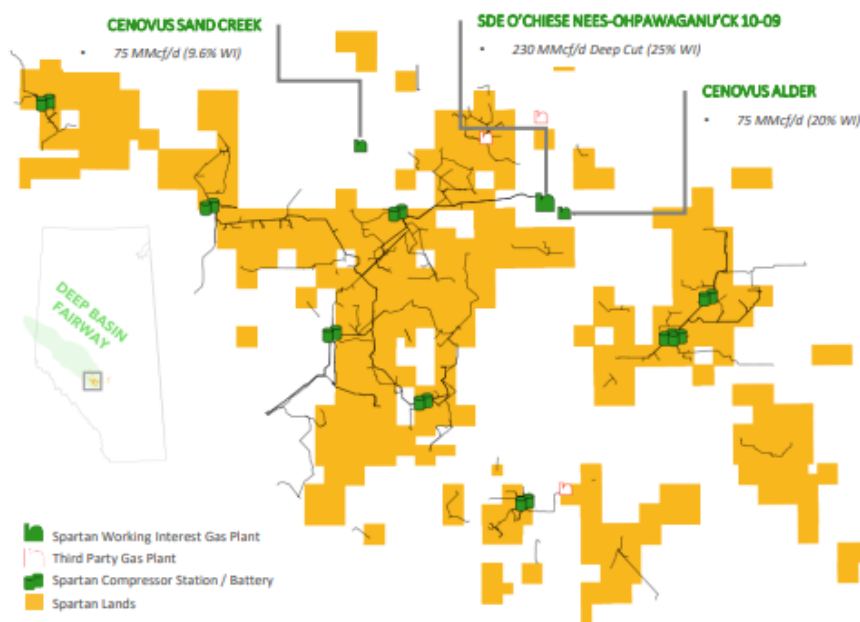 CENOVUS SAND CREEK
• 75 MMcf/d (9.6% WI)
SDE O'CHIESE NEES-OHPAWAGANU'CK 10-09
• 230 MMcf/d Deep Cut (25% WI)
CENOVUS ALDER
• 75 MMcf/d (20% WI)
DEEP BASIN
FAIRWAY
Spartan Working Interest Gas Plant
Third Party Gas Plant
Spartan Compressor Station / Battery
Spartan Lands